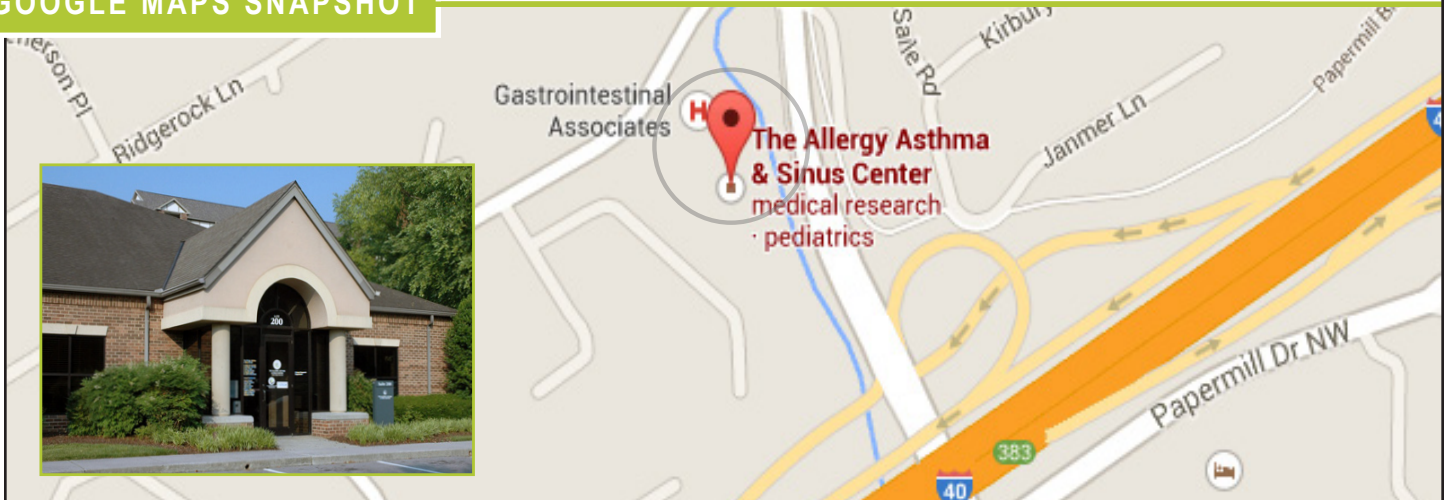 GOOGLE MAPS SNAPSHOT
Ridgerock Ln
Gastrointestinal
Associates
H
The Allergy Asthma
& Sinus Center
medical research
· pediatrics
Rd
Janmer Ln
Papermill
Papermill Dr NW
383
40
200